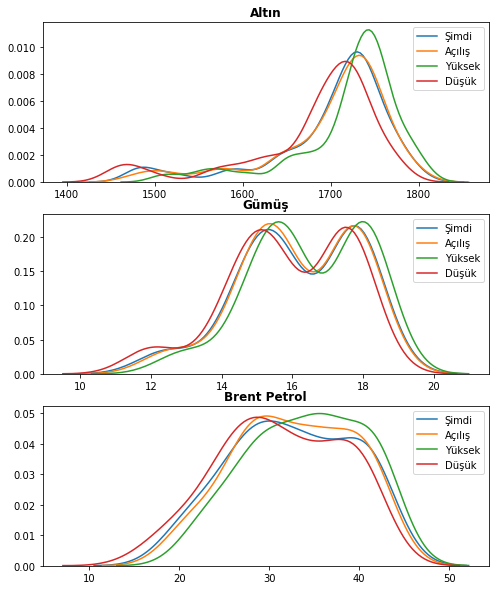 Altın
Şimdi
Açılış
Yüksek
Düşük
0.010
0.008
0.006
0.004
0.002
0.000
1400 1500 1600 1700 1800
Gümüş
Şimdi
Açılış
Yüksek
Düşük
0.20
0.15
0.10
0.05
0.00
10 12 14 16 18 20
Brent Petrol
Şimdi
Açılış
Yüksek
Düşük
0.05
0.04
0.03
0.02
0.01
0.00
10 20 30 40 50